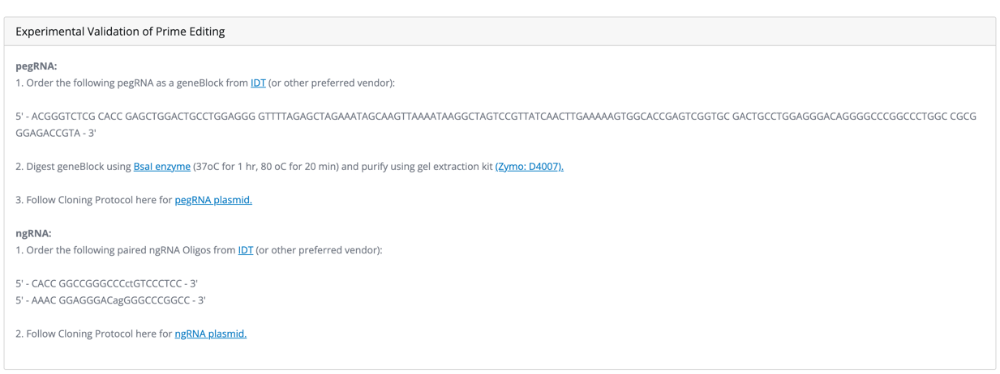 Experimental Validation of Prime Editing
pegRNA:
1. Order the following pegRNA as a geneBlock from IDT (or other preferred vendor):
5' - ACGGGTCTCG CACC GAGCTGGACTGCCTGGAGGG GTTTTAGAGCTAGAAATAGCAAGTTAAAATAAGGCTAGTCCGTTATCAACTTGAAAAAGTGGCACCGAGTCGGTGC GACTGCCTGGAGGGACAGGGGCCCGGCCCTGGC CGCG
GGAGACCGTA - 3'
2. Digest geneBlock using BsaI enzyme (37oC for 1 hr, 80 oC for 20 min) and purify using gel extraction kit (Zymo: D4007).
3. Follow Cloning Protocol here for pegRNA plasmid.
ngRNA:
1. Order the following paired ngRNA Oligos from IDT (or other preferred vendor):
5' - CACC GGCCGGGCCCctGTCCCTCC - 3'
5' - AAAC GGAGGGACagGGGCCCGGCC - 3'
2. Follow Cloning Protocol here for ngRNA plasmid.